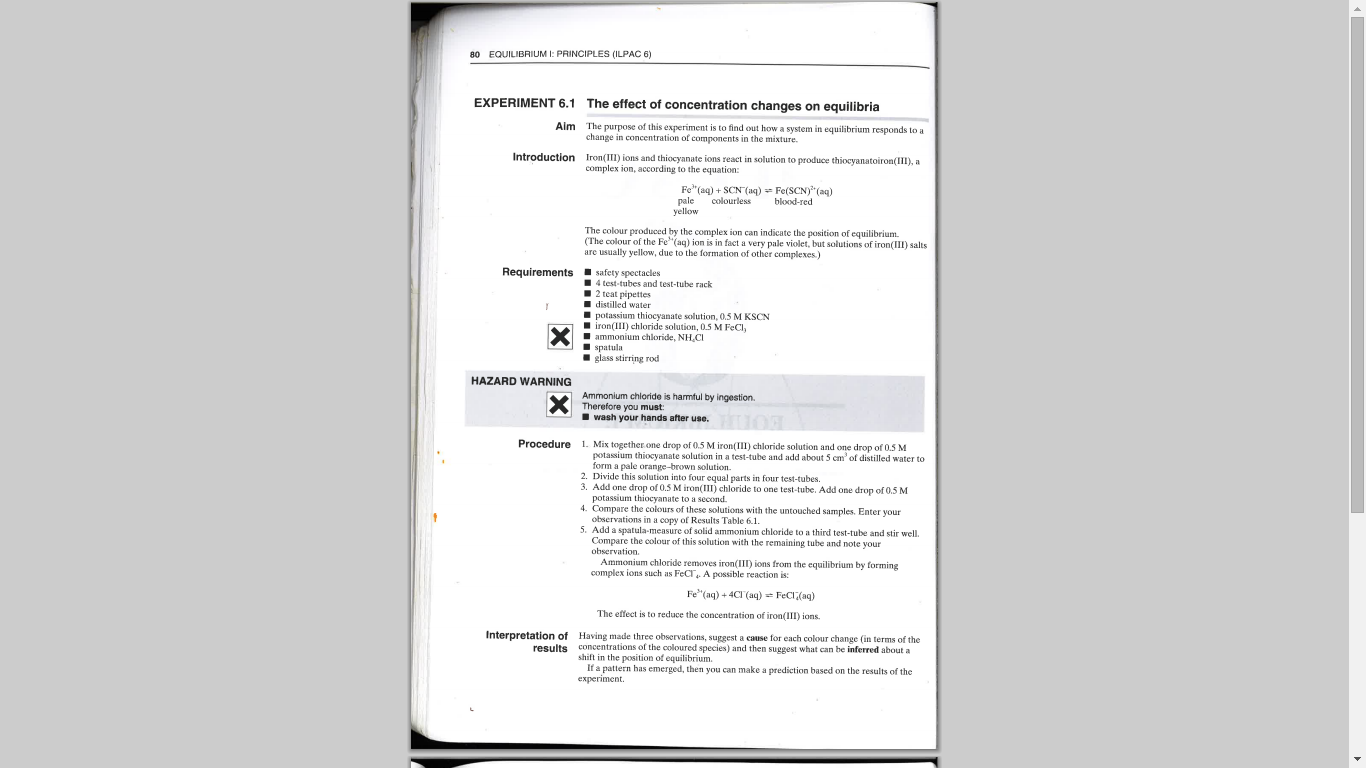 80 EQUILIBRIUM I: PRINCIPLES (ILPAC 6)
EXPERIMENT 6.1 The effect of concentration changes on equilibria
Aim The purpose of this experiment is to find out how a system in equilibrium responds to a
change in concentration of components in the mixture.
Introduction Iron(III) ions and thiocyanate ions react in solution to produce thiocyanatoiron(III), a
complex ion, according to the equation:
Fe³⁺(aq) + SCN⁻(aq) ⇌ Fe(SCN)²⁺(aq)
pale colourless blood-red
yellow
The colour produced by the complex ion can indicate the position of equilibrium.
(The colour of the Fe³⁺(aq) ion is in fact a very pale violet, but solutions of iron(III) salts
are usually yellow, due to the formation of other complexes.)
Requirements ■ safety spectacles
■ 4 test-tubes and test-tube rack
■ 2 teat pipettes
■ distilled water
■ potassium thiocyanate solution, 0.5 M KSCN
■ iron(III) chloride solution, 0.5 M FeCl₃
■ ammonium chloride, NH₄Cl
■ spatula
■ glass stirring rod
HAZARD WARNING
Ammonium chloride is harmful by ingestion.
Therefore you must:
■ wash your hands after use.
Procedure 1. Mix together one drop of 0.5 M iron(III) chloride solution and one drop of 0.5 M
potassium thiocyanate solution in a test-tube and add about 5 cm³ of distilled water to
form a pale orange–brown solution.
2. Divide this solution into four equal parts in four test-tubes.
3. Add one drop of 0.5 M iron(III) chloride to one test-tube. Add one drop of 0.5 M
potassium thiocyanate to a second.
4. Compare the colours of these solutions with the untouched samples. Enter your
observations in a copy of Results Table 6.1.
5. Add a spatula-measure of solid ammonium chloride to a third test-tube and stir well.
Compare the colour of this solution with the remaining tube and note your
observation.
Ammonium chloride removes iron(III) ions from the equilibrium by forming
complex ions such as FeCl⁻₄. A possible reaction is:
Fe³⁺(aq) + 4Cl⁻(aq) ⇌ FeCl₄⁻(aq)
The effect is to reduce the concentration of iron(III) ions.
Interpretation of Having made three observations, suggest a cause for each colour change (in terms of the
results concentrations of the coloured species) and then suggest what can be inferred about a
shift in the position of equilibrium.
If a pattern has emerged, then you can make a prediction based on the results of the
experiment.